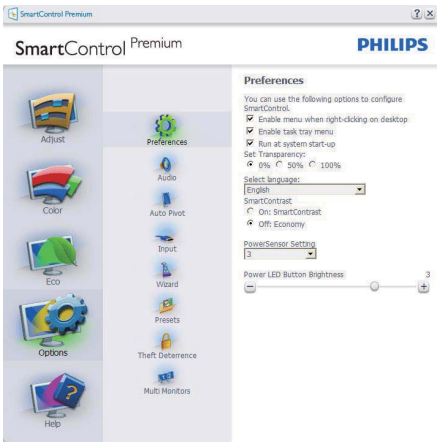 SmartControl Premium
SmartControl Premium
PHILIPS
Adjust
Color
Eco
Options
Help
Preferences
Audio
Auto Pivot
Input
Wizard
Presets
Theft Deterrence
Multi Monitors
Preferences
You can use the following options to configure
SmartControl.
Enable menu when right-clicking on desktop
Enable task tray menu
Run at system start-up
Set Transparency:
0% 50% 100%
Select language:
English
SmartContrast
On: SmartContrast
Off: Economy
PowerSensor Setting
3
Power LED Button Brightness 3